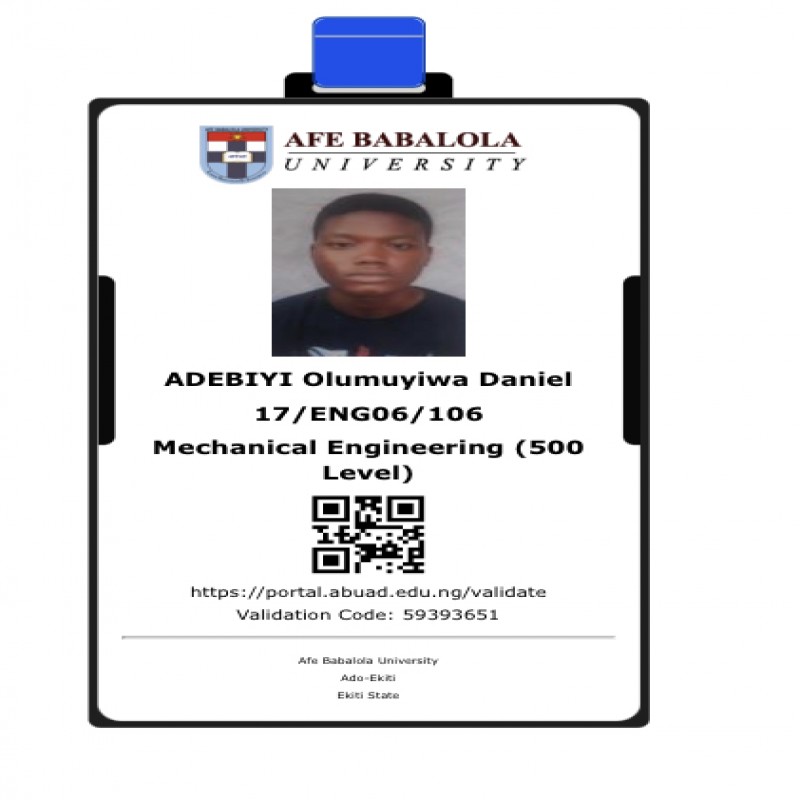 AFE BABALOLA
UNIVERSITY
ADEBIYI Olumuyiwa Daniel
17/ENG06/106
Mechanical Engineering (500
Level)
https://portal.abuad.edu.ng/validate
Validation Code: 59393651
Afe Babalola University
Ado-Ekiti
Ekiti State